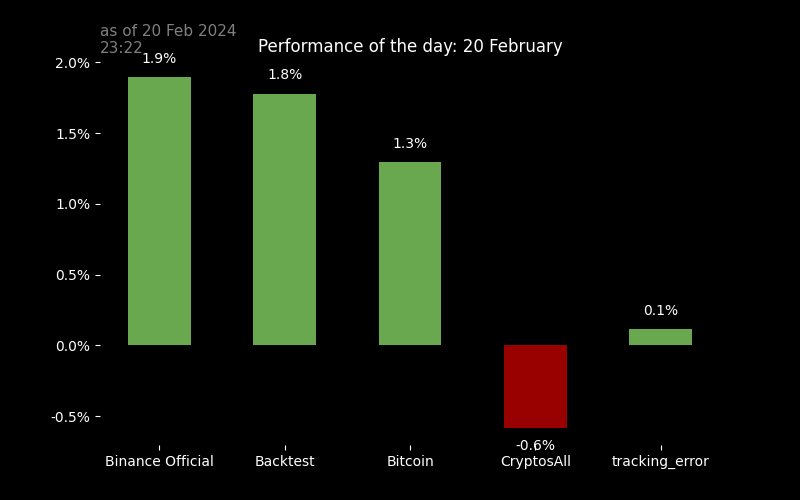 as of 20 Feb 2024
23:22
Performance of the day: 20 February
2.0%
1.5%
1.0%
0.5%
0.0%
-0.5%
1.9%
1.8%
1.3%
-0.6%
0.1%
Binance Official
Backtest
Bitcoin
CryptosAll
tracking_error